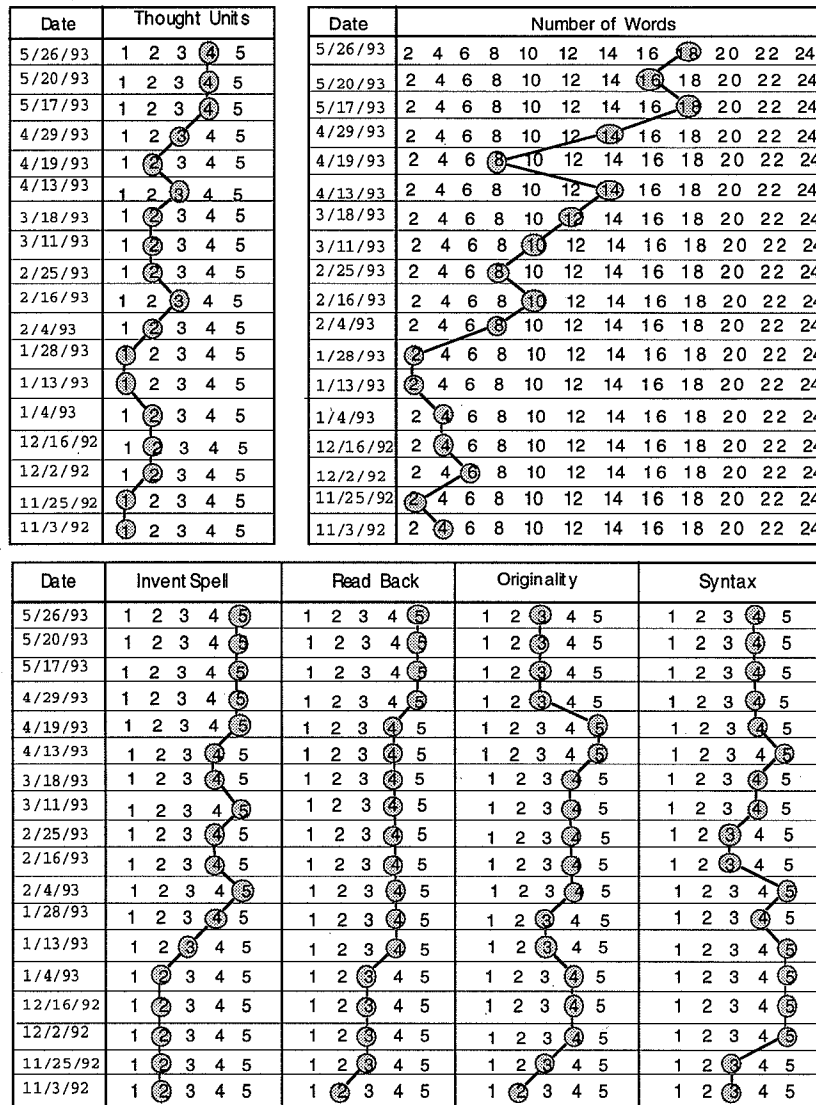 Date Thought Units
5/26/93 1 2 3 4 5
5/20/93 1 2 3 4 5
5/17/93 1 2 3 4 5
4/29/93 1 2 3 4 5
4/19/93 1 2 3 4 5
4/13/93 1 2 3 4 5
3/18/93 1 2 3 4 5
3/11/93 1 2 3 4 5
2/25/93 1 2 3 4 5
2/16/93 1 2 3 4 5
2/4/93 1 2 3 4 5
1/28/93 1 2 3 4 5
1/13/93 1 2 3 4 5
1/4/93 1 2 3 4 5
12/16/92 1 2 3 4 5
12/2/92 1 2 3 4 5
11/25/92 1 2 3 4 5
11/3/92 1 2 3 4 5
Date Number of Words
5/26/93 2 4 6 8 10 12 14 16 18 20 22 24
5/20/93 2 4 6 8 10 12 14 16 18 20 22 24
5/17/93 2 4 6 8 10 12 14 16 18 20 22 24
4/29/93 2 4 6 8 10 12 14 16 18 20 22 24
4/19/93 2 4 6 8 10 12 14 16 18 20 22 24
4/13/93 2 4 6 8 10 12 14 16 18 20 22 24
3/18/93 2 4 6 8 10 12 14 16 18 20 22 24
3/11/93 2 4 6 8 10 12 14 16 18 20 22 24
2/25/93 2 4 6 8 10 12 14 16 18 20 22 24
2/16/93 2 4 6 8 10 12 14 16 18 20 22 24
2/4/93 2 4 6 8 10 12 14 16 18 20 22 24
1/28/93 2 4 6 8 10 12 14 16 18 20 22 24
1/13/93 2 4 6 8 10 12 14 16 18 20 22 24
1/4/93 2 4 6 8 10 12 14 16 18 20 22 24
12/16/92 2 4 6 8 10 12 14 16 18 20 22 24
12/2/92 2 4 6 8 10 12 14 16 18 20 22 24
11/25/92 2 4 6 8 10 12 14 16 18 20 22 24
11/3/92 2 4 6 8 10 12 14 16 18 20 22 24
Date Invent Spell Read Back Originality Syntax
5/26/93 1 2 3 4 5 1 2 3 4 5 1 2 3 4 5 1 2 3 4 5
5/20/93 1 2 3 4 5 1 2 3 4 5 1 2 3 4 5 1 2 3 4 5
5/17/93 1 2 3 4 5 1 2 3 4 5 1 2 3 4 5 1 2 3 4 5
4/29/93 1 2 3 4 5 1 2 3 4 5 1 2 3 4 5 1 2 3 4 5
4/19/93 1 2 3 4 5 1 2 3 4 5 1 2 3 4 5 1 2 3 4 5
4/13/93 1 2 3 4 5 1 2 3 4 5 1 2 3 4 5 1 2 3 4 5
3/18/93 1 2 3 4 5 1 2 3 4 5 1 2 3 4 5 1 2 3 4 5
3/11/93 1 2 3 4 5 1 2 3 4 5 1 2 3 4 5 1 2 3 4 5
2/25/93 1 2 3 4 5 1 2 3 4 5 1 2 3 4 5 1 2 3 4 5
2/16/93 1 2 3 4 5 1 2 3 4 5 1 2 3 4 5 1 2 3 4 5
2/4/93 1 2 3 4 5 1 2 3 4 5 1 2 3 4 5 1 2 3 4 5
1/28/93 1 2 3 4 5 1 2 3 4 5 1 2 3 4 5 1 2 3 4 5
1/13/93 1 2 3 4 5 1 2 3 4 5 1 2 3 4 5 1 2 3 4 5
1/4/93 1 2 3 4 5 1 2 3 4 5 1 2 3 4 5 1 2 3 4 5
12/16/92 1 2 3 4 5 1 2 3 4 5 1 2 3 4 5 1 2 3 4 5
12/2/92 1 2 3 4 5 1 2 3 4 5 1 2 3 4 5 1 2 3 4 5
11/25/92 1 2 3 4 5 1 2 3 4 5 1 2 3 4 5 1 2 3 4 5
11/3/92 1 2 3 4 5 1 2 3 4 5 1 2 3 4 5 1 2 3 4 5